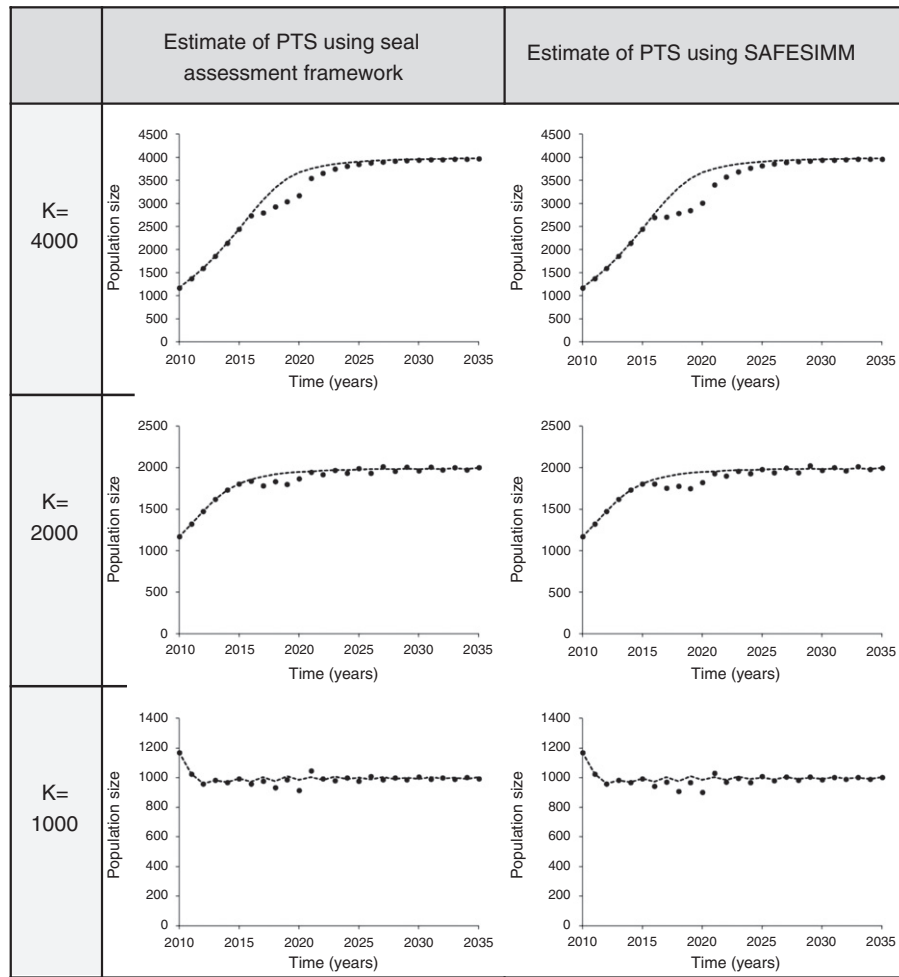 Estimate of PTS using seal
assessment framework
Estimate of PTS using SAFESIMM
K=
4000
Population size
4500
4000
3500
3000
2500
2000
1500
1000
500
0
2010 2015 2020 2025 2030 2035
Time (years)
Population size
4500
4000
3500
3000
2500
2000
1500
1000
500
0
2010 2015 2020 2025 2030 2035
Time (years)
K=
2000
Population size
2500
2000
1500
1000
500
0
2010 2015 2020 2025 2030 2035
Time (years)
Population size
2500
2000
1500
1000
500
0
2010 2015 2020 2025 2030 2035
Time (years)
K=
1000
Population size
1400
1200
1000
800
600
400
200
0
2010 2015 2020 2025 2030 2035
Time (years)
Population size
1400
1200
1000
800
600
400
200
0
2010 2015 2020 2025 2030 2035
Time (years)